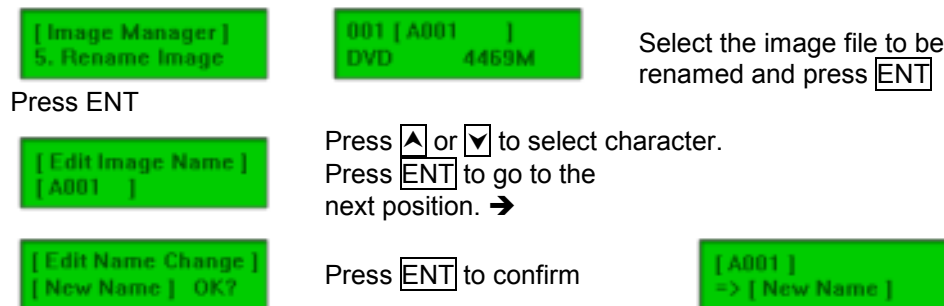 [ Image Manager ]
5. Rename Image
Press ENT
001 [ A001 ]
DVD 4469M
Select the image file to be
renamed and press ENT
[ Edit Image Name ]
[ A001 ]
Press ⮝ or ⮟ to select character.
Press ENT to go to the
next position. ➔
[ Edit Name Change ]
[ New Name ] OK?
Press ENT to confirm
[ A001 ]
=> [ New Name ]